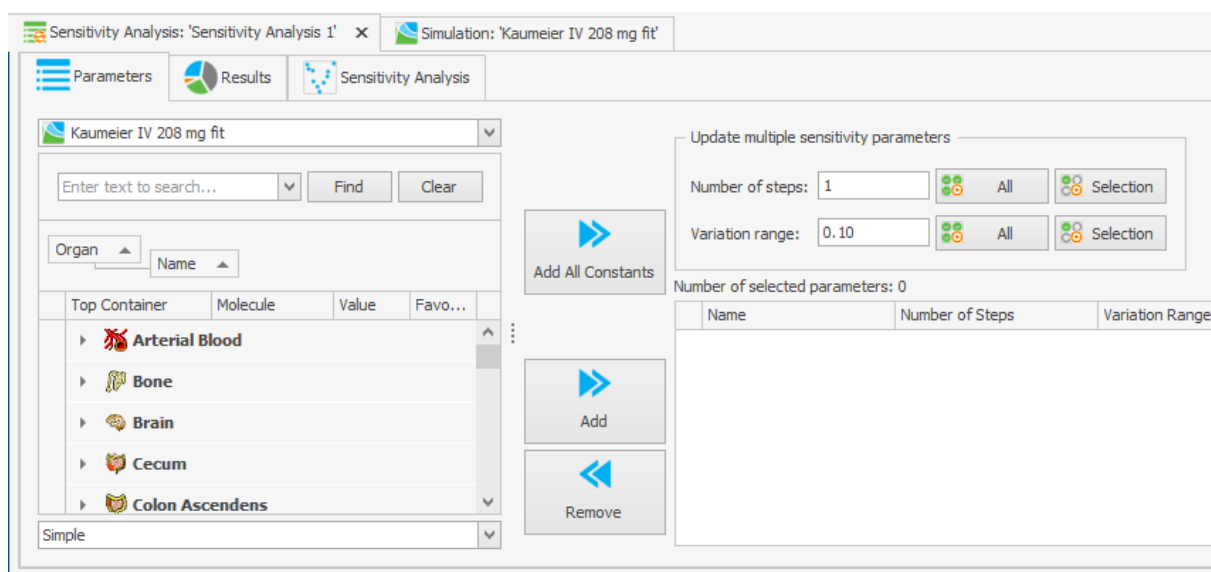 Sensitivity Analysis: 'Sensitivity Analysis 1' x Simulation: 'Kaumeier IV 208 mg fit'
Parameters Results Sensitivity Analysis
Kaumeier IV 208 mg fit
Update multiple sensitivity parameters
Enter text to search... Find Clear
Number of steps: 1 All Selection
Variation range: 0.10 All Selection
Organ
Name
Add All Constants
Number of selected parameters: 0
Top Container Molecule Value Favo...
Name Number of Steps Variation Range
Arterial Blood
Bone
Brain
Add
Cecum
Colon Ascendens
Remove
Simple